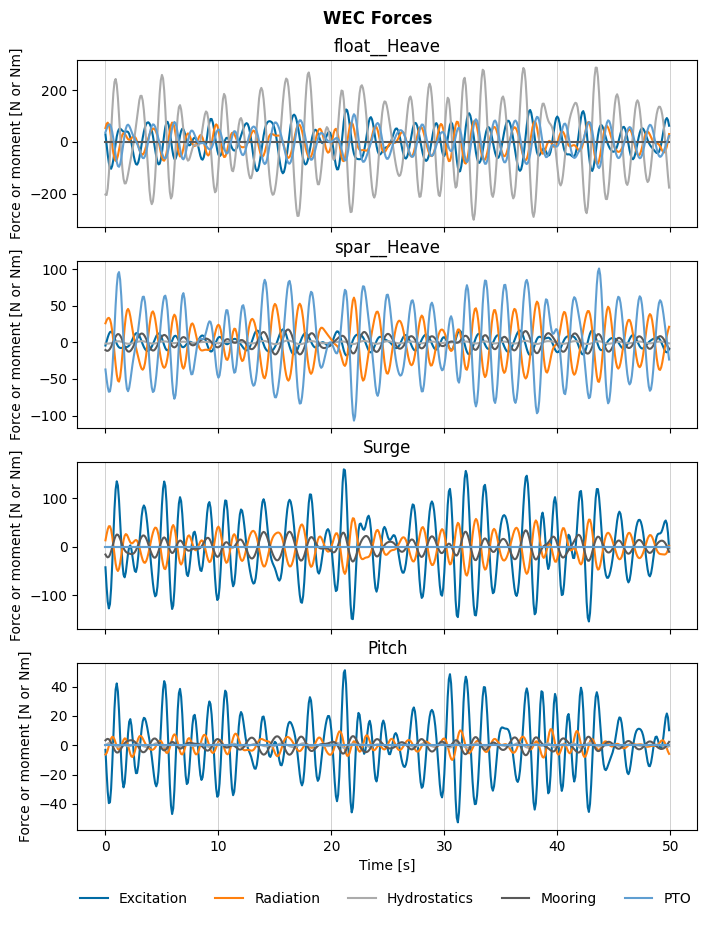 WEC Forces
float__Heave
Force or moment [N or Nm]
200
0
−200
spar__Heave
Force or moment [N or Nm]
100
50
0
−50
−100
Surge
Force or moment [N or Nm]
100
0
−100
Pitch
Force or moment [N or Nm]
40
20
0
−20
−40
0 10 20 30 40 50
Time [s]
Excitation Radiation Hydrostatics Mooring PTO